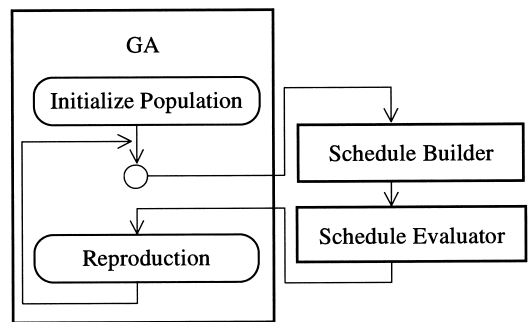 GA
Initialize Population
Schedule Builder
Schedule Evaluator
Reproduction